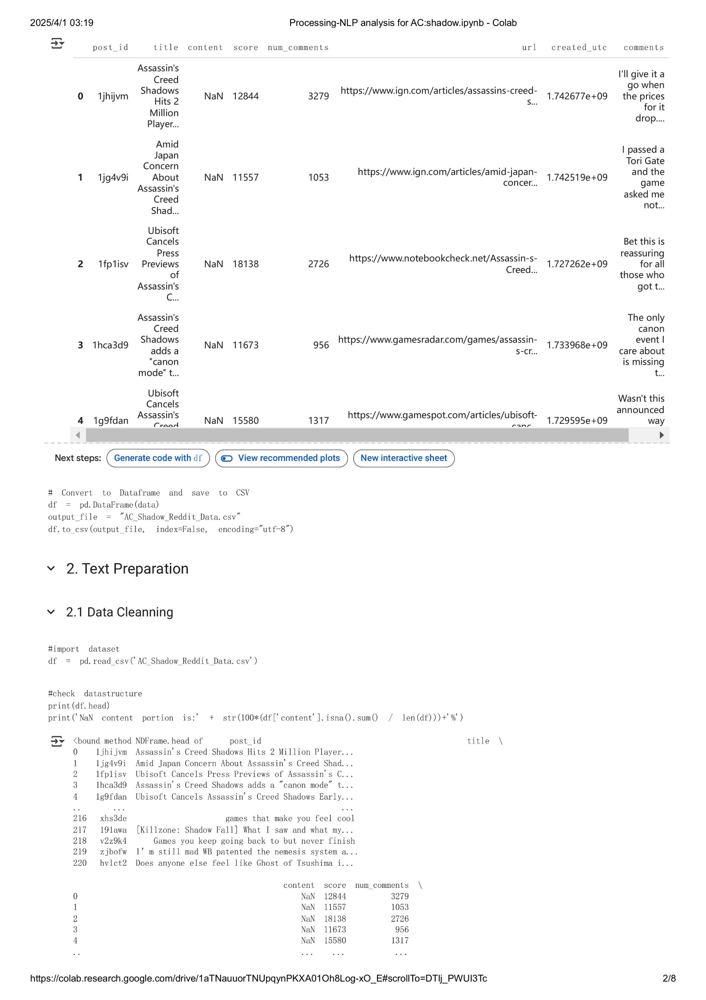 2025/4/1 03:19
Processing-NLP analysis for AC:shadow.ipynb - Colab
post_id title content score num_comments url created_utc comments
0 1jhijvm Assassin's Creed Shadows Hits 2 Million Player... NaN 12844 3279 https://www.ign.com/articles/assassins-creed-s... 1.742677e+09 I'll give it a go when the prices for it drop....
1 1jg4v9i Amid Japan Concern About Assassin's Creed Shad... NaN 11557 1053 https://www.ign.com/articles/amid-japan-concer... 1.742519e+09 I passed a Tori Gate and the game asked me not...
2 1fp1isv Ubisoft Cancels Press Previews of Assassin's C... NaN 18138 2726 https://www.notebookcheck.net/Assassin-s-Creed... 1.727262e+09 Bet this is reassuring for all those who got t...
3 1hca3d9 Assassin's Creed Shadows adds a "canon mode" t... NaN 11673 956 https://www.gamesradar.com/games/assassin-s-cr... 1.733968e+09 The only canon event I care about is missing t...
4 1g9fdan Ubisoft Cancels Assassin's Creed NaN 15580 1317 https://www.gamespot.com/articles/ubisoft-canc... 1.729595e+09 Wasn't this announced way
Next steps: Generate code with df View recommended plots New interactive sheet
# Convert to Dataframe and save to CSV
df = pd.DataFrame(data)
output_file = "AC_Shadow_Reddit_Data.csv"
df.to_csv(output_file, index=False, encoding="utf-8")
2. Text Preparation
2.1 Data Cleanning
#import dataset
df = pd.read_csv('AC_Shadow_Reddit_Data.csv')
#check datastructure
print(df.head)
print('NaN content portion is:' + str(100*(df['content'].isna().sum() / len(df)))+'%')
<bound method NDFrame.head of post_id title \
0 1jhijvm Assassin's Creed Shadows Hits 2 Million Player...
1 1jg4v9i Amid Japan Concern About Assassin's Creed Shad...
2 1fp1isv Ubisoft Cancels Press Previews of Assassin's C...
3 1hca3d9 Assassin's Creed Shadows adds a "canon mode" t...
4 1g9fdan Ubisoft Cancels Assassin's Creed Shadows Early...
.. ... ...
216 xhs3de games that make you feel cool
217 191awa [Killzone: Shadow Fall] What I saw and what my...
218 v2z9k4 Games you keep going back to but never finish
219 zjbofw I’m still mad WB patented the nemesis system a...
220 hvlct2 Does anyone else feel like Ghost of Tsushima i...
content score num_comments \
0 NaN 12844 3279
1 NaN 11557 1053
2 NaN 18138 2726
3 NaN 11673 956
4 NaN 15580 1317
.. ... ... ...
https://colab.research.google.com/drive/1aTNauuorTNUpqynPKXA01Oh8Log-xO_E#scrollTo=DTlj_PWUI3Tc
2/8